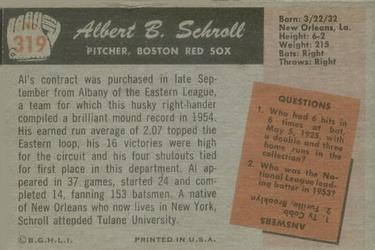 NO.
319
Albert B. Schroll
PITCHER, BOSTON RED SOX
Born: 3/22/32
New Orleans, La.
Height: 6-2
Weight: 215
Bats: Right
Throws: Right
Al's contract was purchased in late Sep-
tember from Albany of the Eastern League,
a team for which this husky right-hander
compiled a brilliant mound record in 1954.
His earned run average of 2.07 topped the
Eastern loop, his 16 victories were high
for the circuit and his four shutouts tied
for first place in this department. Al ap-
peared in 37 games, started 24 and com-
pleted 14, fanning 153 batsmen. A native
of New Orleans who now lives in New York,
Schroll attended Tulane University.
QUESTIONS
1. Who had 6 hits in
6 times at bat,
May 5, 1925, with
a double and three
home runs in the
collection?
2. Who was the Na-
tional League lead-
ing batter in 1953?
ANSWERS
1. Ty Cobb
2. Furillo Brooklyn
©B.G.H.L.I.
PRINTED IN U.S.A.